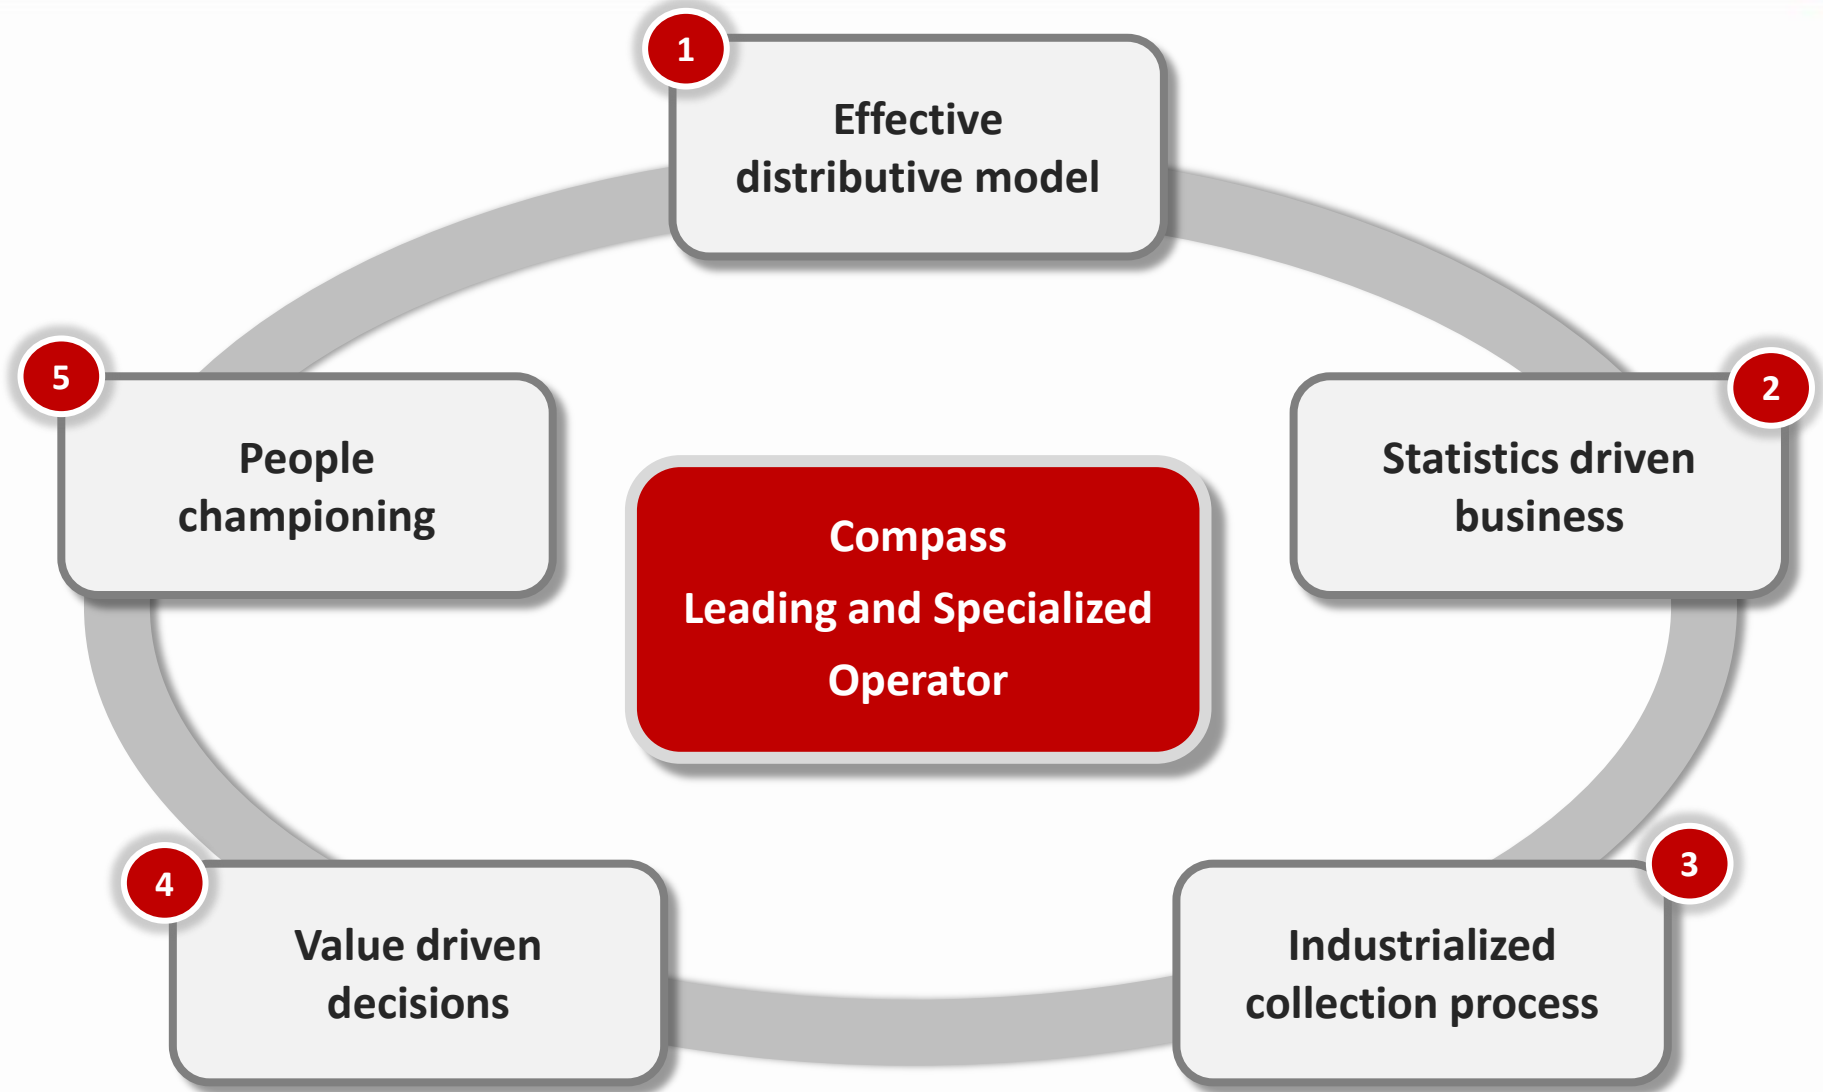 1
Effective
distributive model
2
Statistics driven
business
3
Industrialized
collection process
4
Value driven
decisions
5
People
championing
Compass
Leading and Specialized
Operator